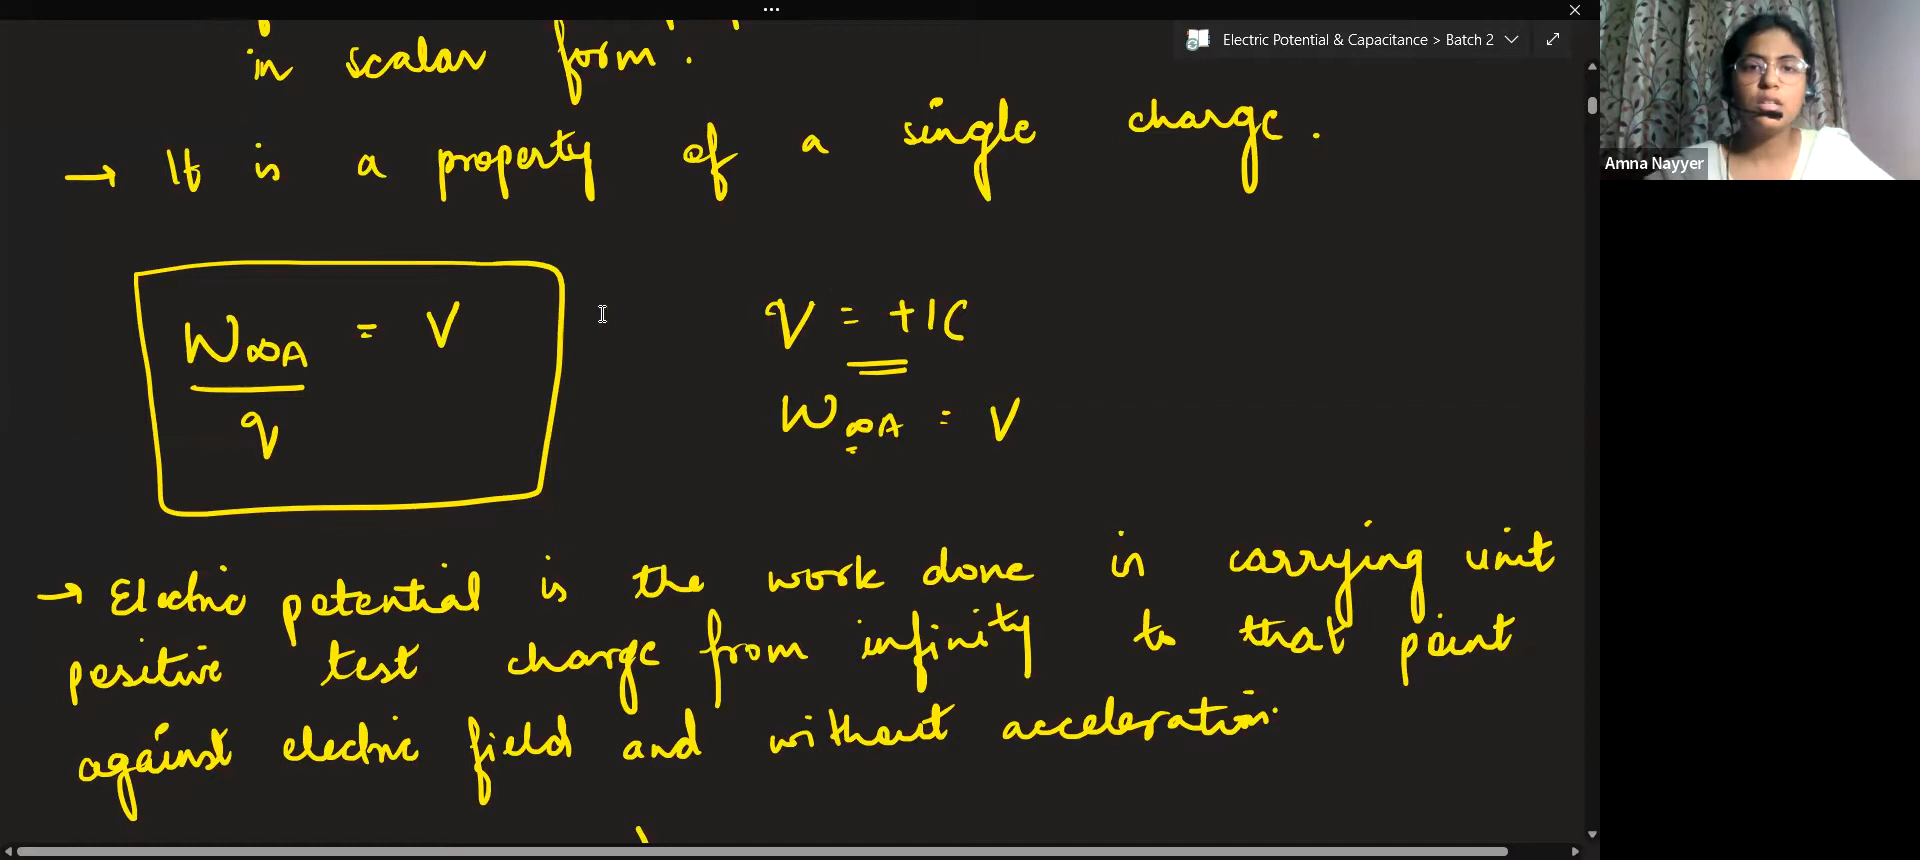 ...
Electric Potential & Capacitance > Batch 2
in scalar form.
→ It is a property of a single charge.
Amna Nayyer
W∞A / q = V
q = +1C
W∞A = V
→ Electric potential is the work done in carrying unit
positive test charge from infinity to that point
against electric field and without acceleration.